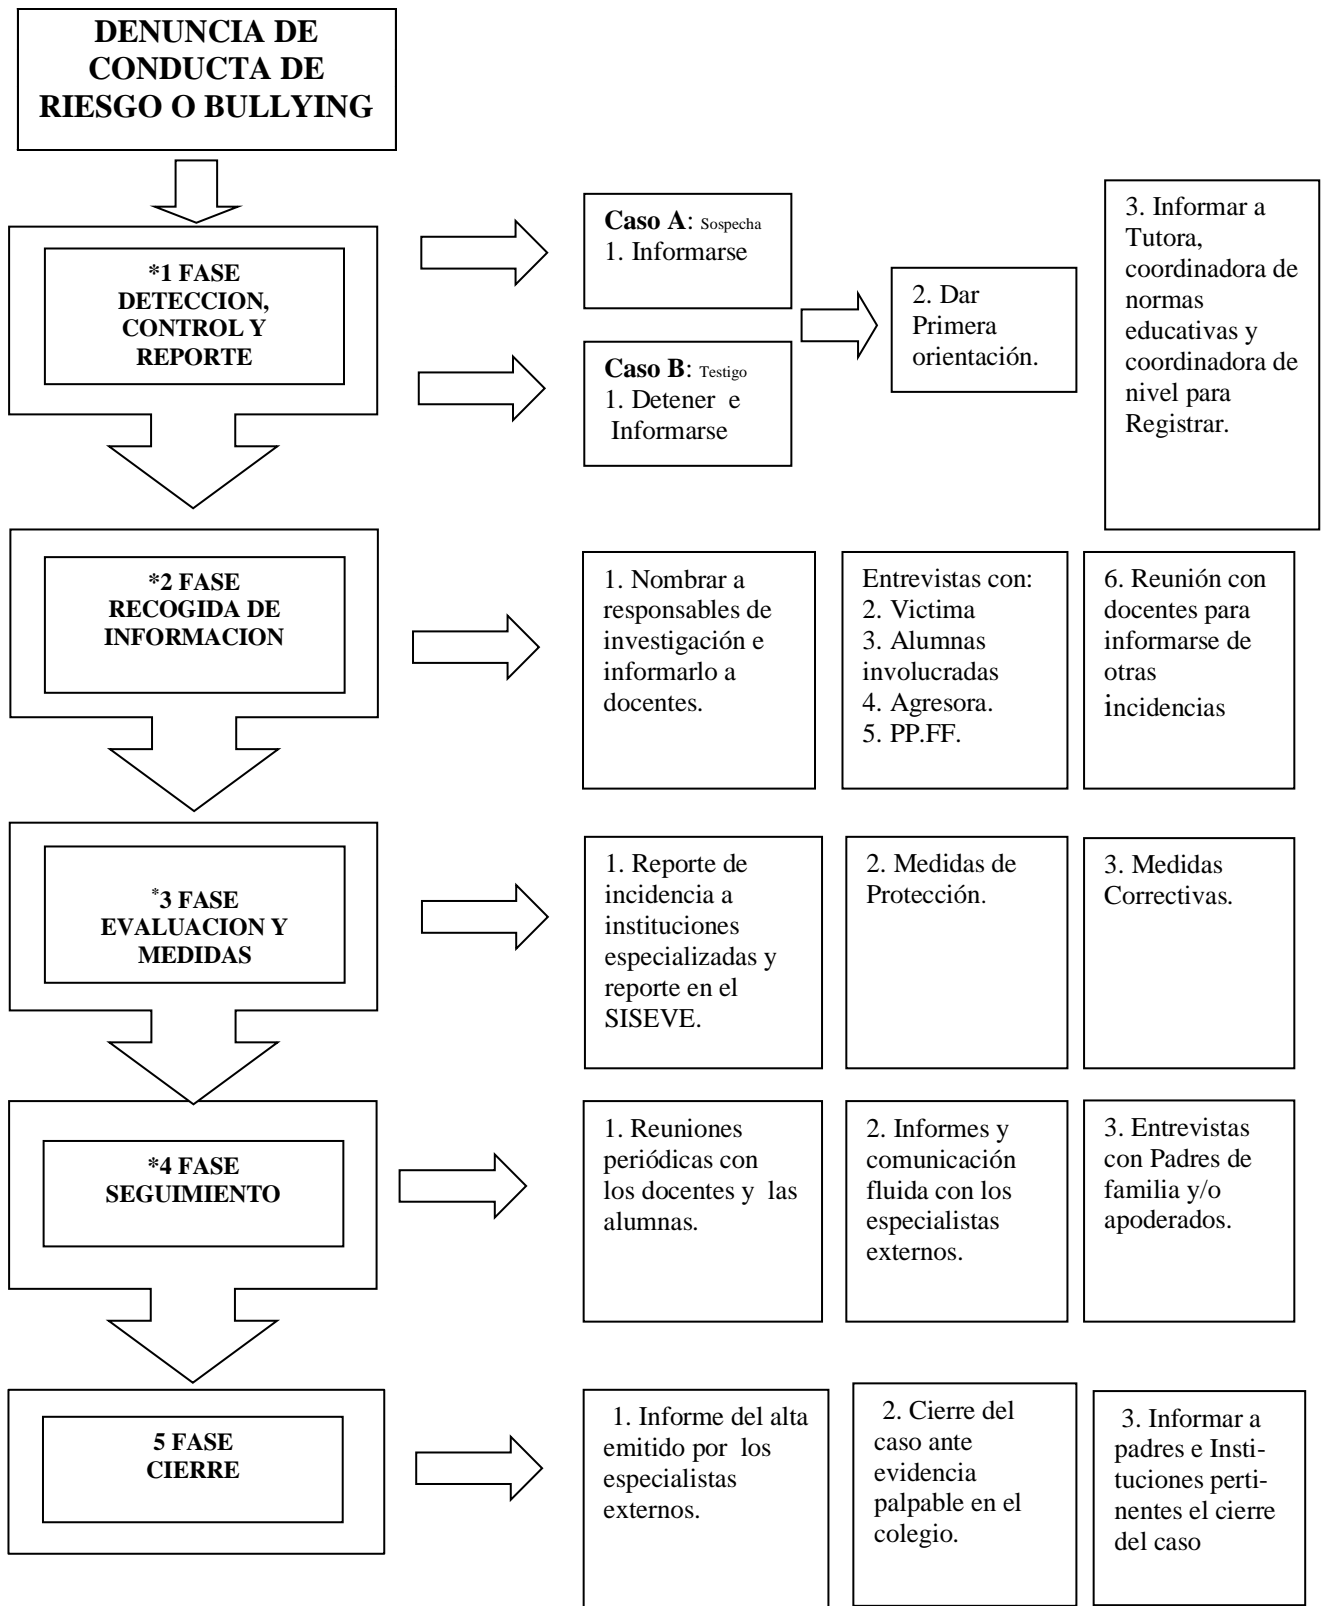 DENUNCIA DE
CONDUCTA DE
RIESGO O BULLYING
*1 FASE
DETECCION,
CONTROL Y
REPORTE
Caso A: Sospecha
1. Informarse
Caso B: Testigo
1. Detener e
Informarse
2. Dar
Primera
orientación.
3. Informar a
Tutora,
coordinadora de
normas
educativas y
coordinadora de
nivel para
Registrar.
*2 FASE
RECOGIDA DE
INFORMACION
1. Nombrar a
responsables de
investigación e
informarlo a
docentes.
Entrevistas con:
2. Victima
3. Alumnas
involucradas
4. Agresora.
5. PP.FF.
6. Reunión con
docentes para
informarse de
otras
incidencias
*3 FASE
EVALUACION Y
MEDIDAS
1. Reporte de
incidencia a
instituciones
especializadas y
reporte en el
SISEVE.
2. Medidas de
Protección.
3. Medidas
Correctivas.
*4 FASE
SEGUIMIENTO
1. Reuniones
periódicas con
los docentes y las
alumnas.
2. Informes y
comunicación
fluida con los
especialistas
externos.
3. Entrevistas
con Padres de
familia y/o
apoderados.
5 FASE
CIERRE
1. Informe del alta
emitido por los
especialistas
externos.
2. Cierre del
caso ante
evidencia
palpable en el
colegio.
3. Informar a
padres e Insti-
tuciones perti-
nentes el cierre
del caso